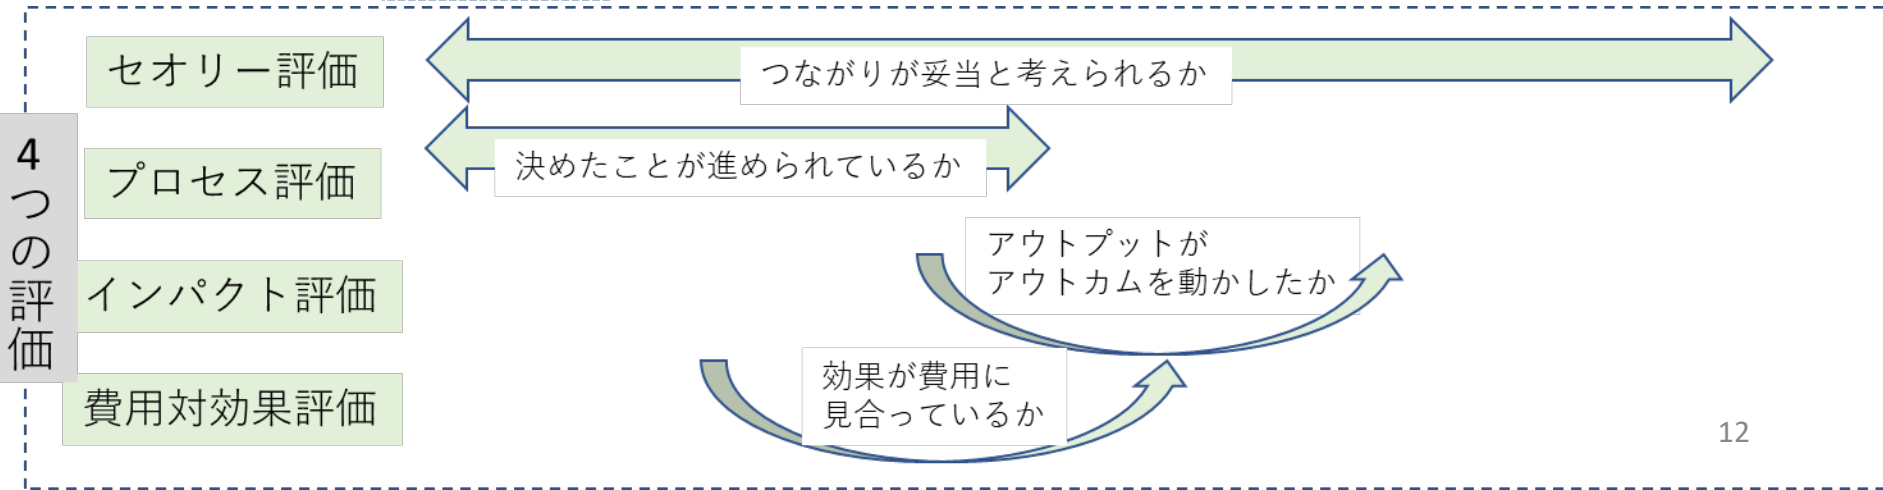 4つの評価
セオリー評価
つながりが妥当と考えられるか
プロセス評価
決めたことが進められているか
インパクト評価
アウトプットが
アウトカムを動かしたか
費用対効果評価
効果が費用に
見合っているか
12